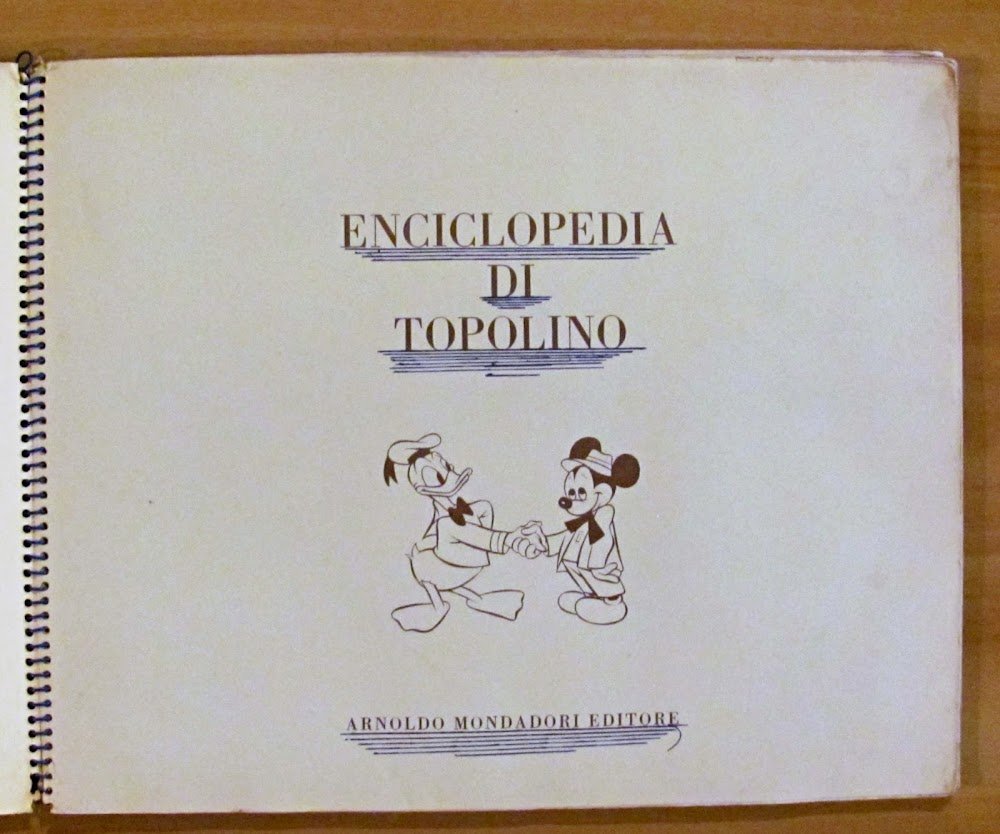 ENCICLOPEDIA
DI
TOPOLINO
ARNOLDO MONDADORI EDITORE